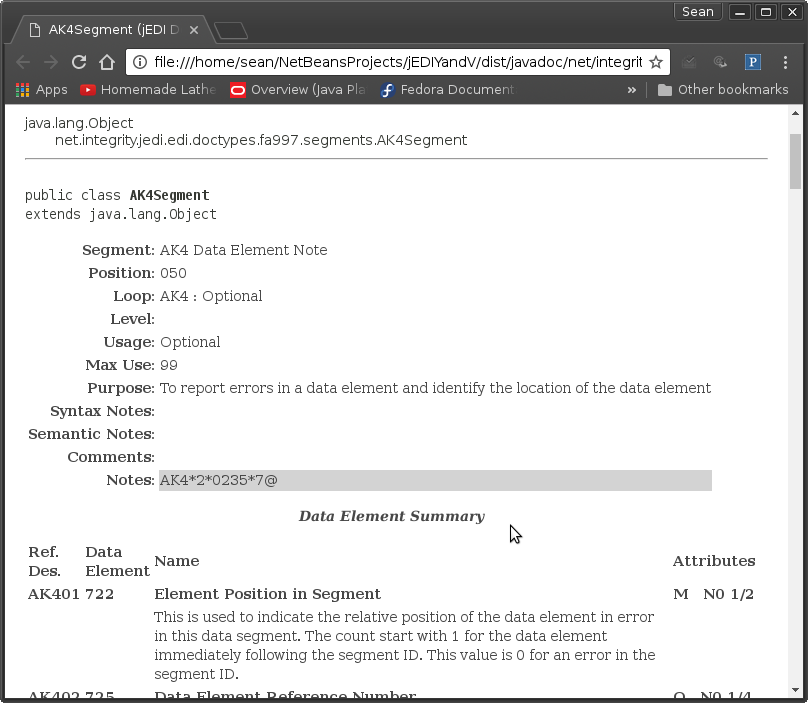 Sean
AK4Segment (jEDI D
file:///home/sean/NetBeansProjects/jEDIYandV/dist/javadoc/net/integrit
Apps Homemade Lathe Overview (Java Pla Fedora Document » Other bookmarks
java.lang.Object
net.integrity.jedi.edi.doctypes.fa997.segments.AK4Segment
public class AK4Segment
extends java.lang.Object
Segment: AK4 Data Element Note
Position: 050
Loop: AK4 : Optional
Level:
Usage: Optional
Max Use: 99
Purpose: To report errors in a data element and identify the location of the data element
Syntax Notes:
Semantic Notes:
Comments:
Notes: AK4*2*0235*7@
Data Element Summary
Ref. Des. Data Element Name Attributes
AK401 722 Element Position in Segment M N0 1/2
This is used to indicate the relative position of the data element in error
in this data segment. The count start with 1 for the data element
immediately following the segment ID. This value is 0 for an error in the
segment ID.
AK402 725 Data Element Reference Number O N0 1/4